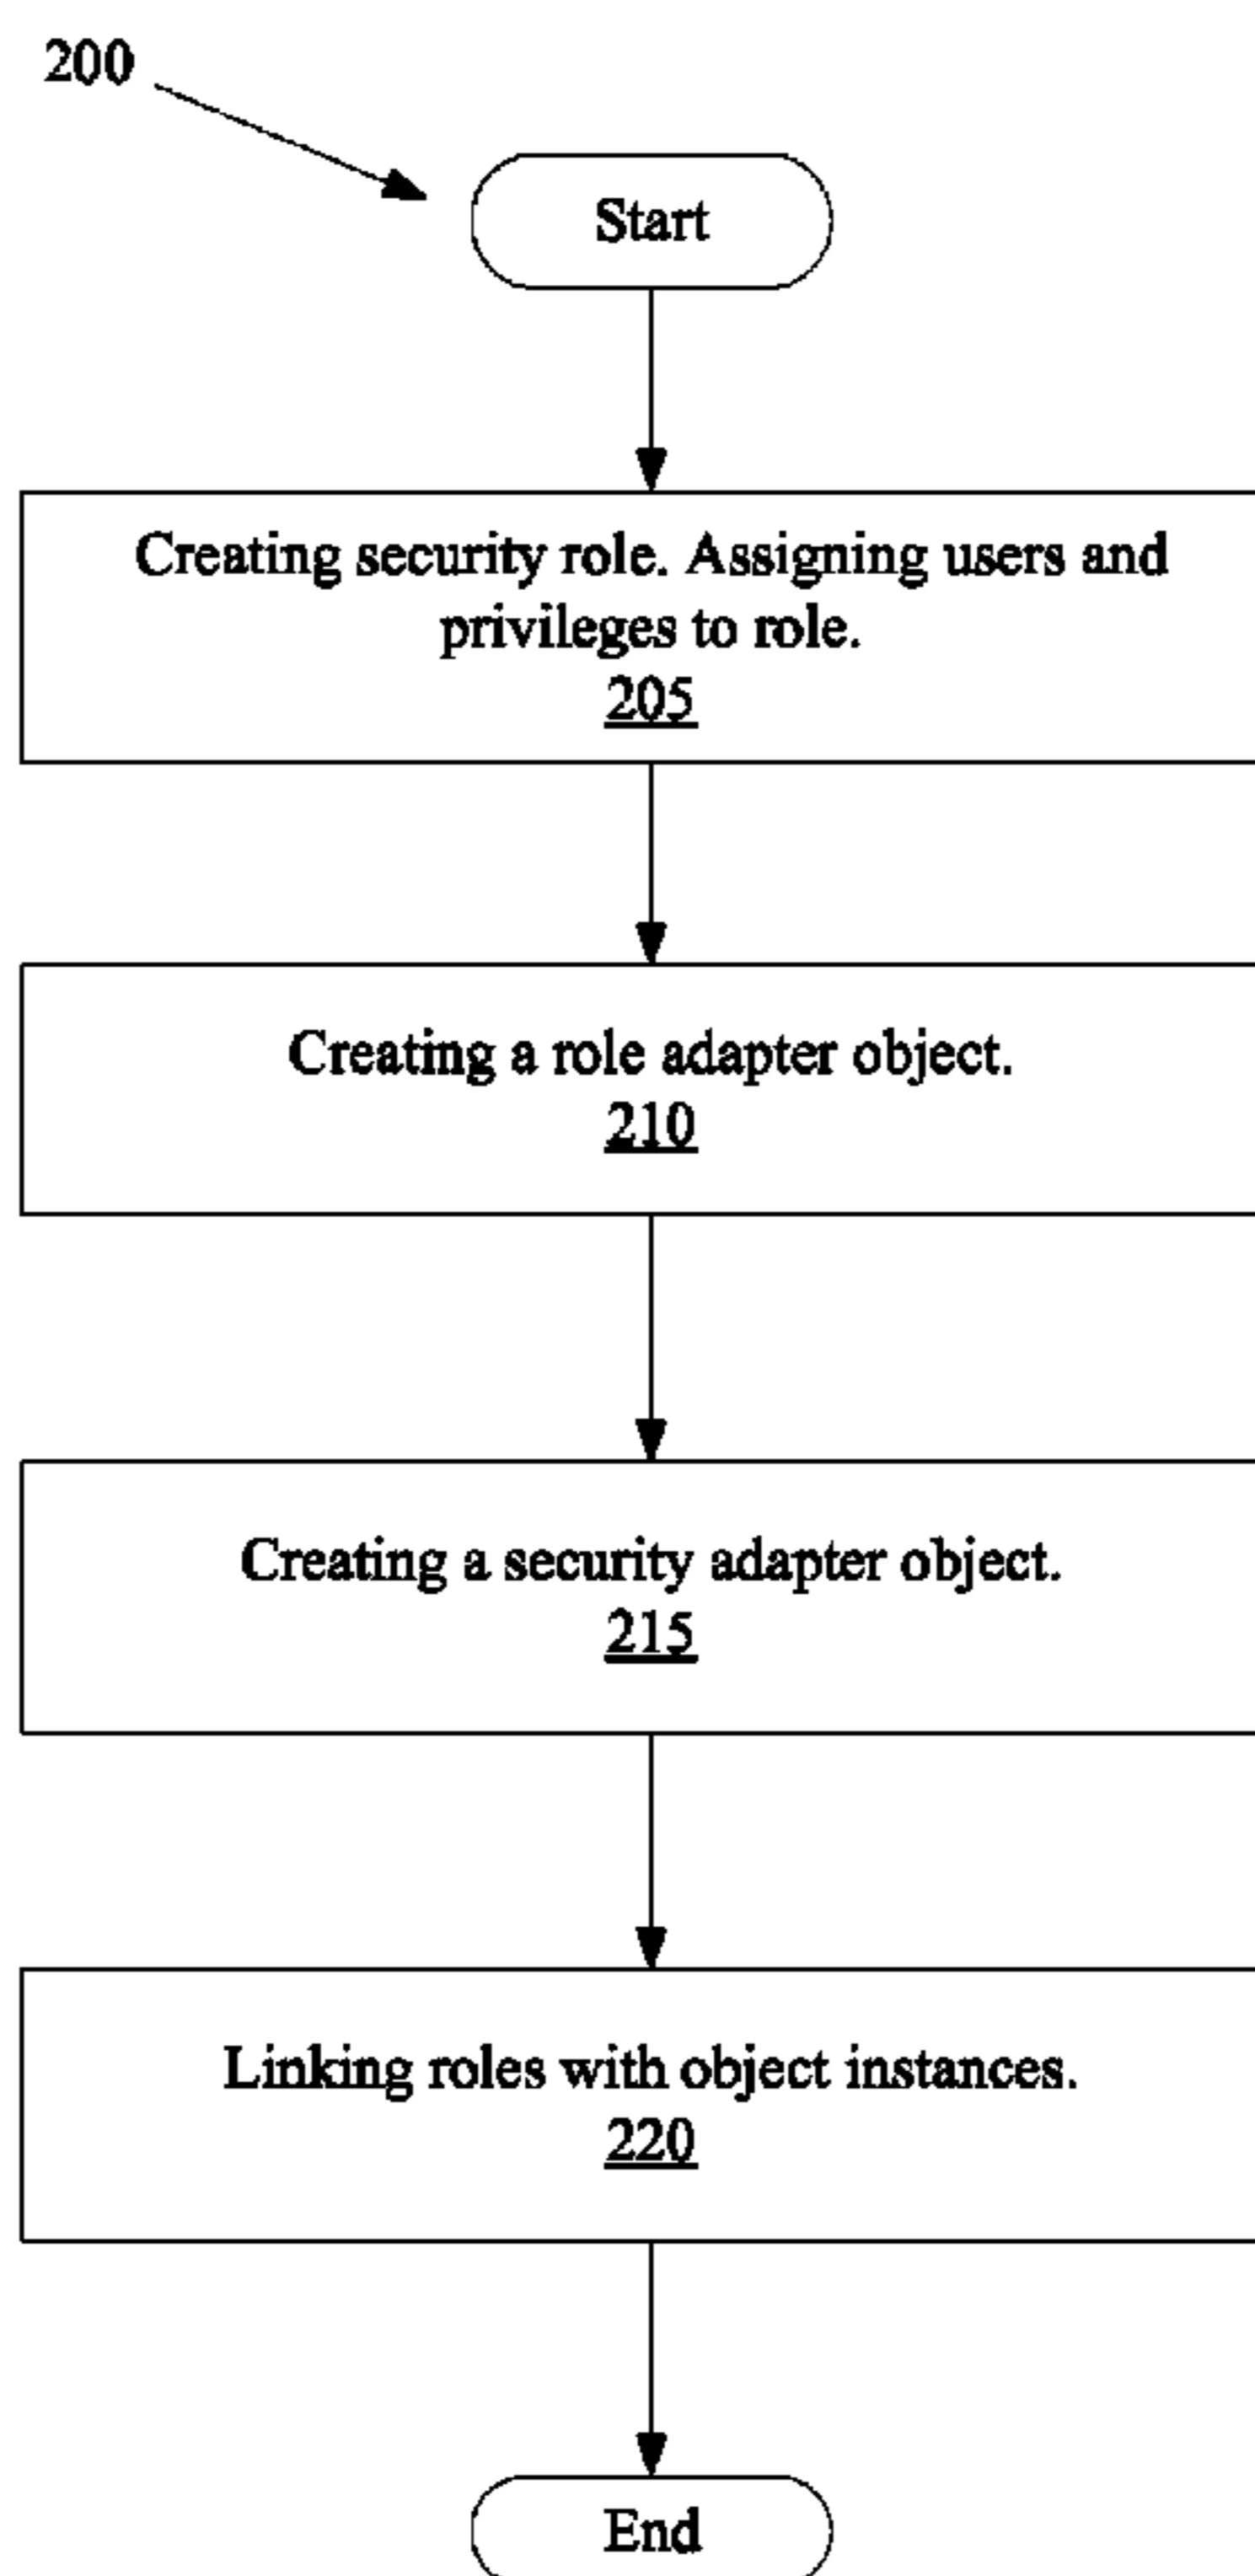 200
Start
Creating security role. Assigning users and
privileges to role.
205
Creating a role adapter object.
210
Creating a security adapter object.
215
Linking roles with object instances.
220
End